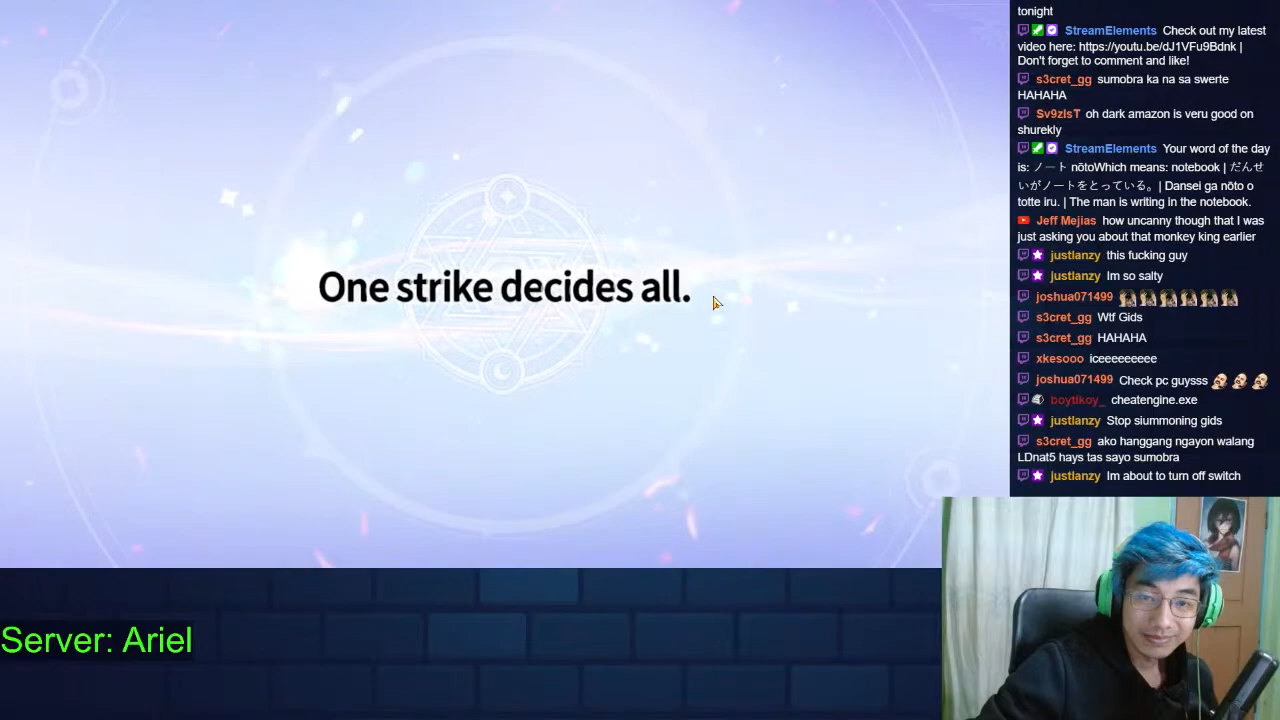 One strike decides all.
Server: Ariel
tonight
StreamElements Check out my latest
video here: https://youtu.be/dJ1VFu9Bdnk |
Don't forget to comment and like!
s3cret_gg sumobra ka na sa swerte
HAHAHA
Sv9zIsT oh dark amazon is veru good on
shurekly
StreamElements Your word of the day
is: ノート nōtoWhich means: notebook | だんせ
いがノートをとっている。 | Dansei ga nōto o
totte iru. | The man is writing in the notebook.
Jeff Mejias how uncanny though that I was
just asking you about that monkey king earlier
justlanzy this fucking guy
justlanzy Im so salty
joshua071499
s3cret_gg Wtf Gids
s3cret_gg HAHAHA
xkesooo iceeeeeeeee
joshua071499 Check pc guysss
boytikoy_ cheatengine.exe
justlanzy Stop siummoning gids
s3cret_gg ako hanggang ngayon walang
LDnat5 hays tas sayo sumobra
justlanzy Im about to turn off switch